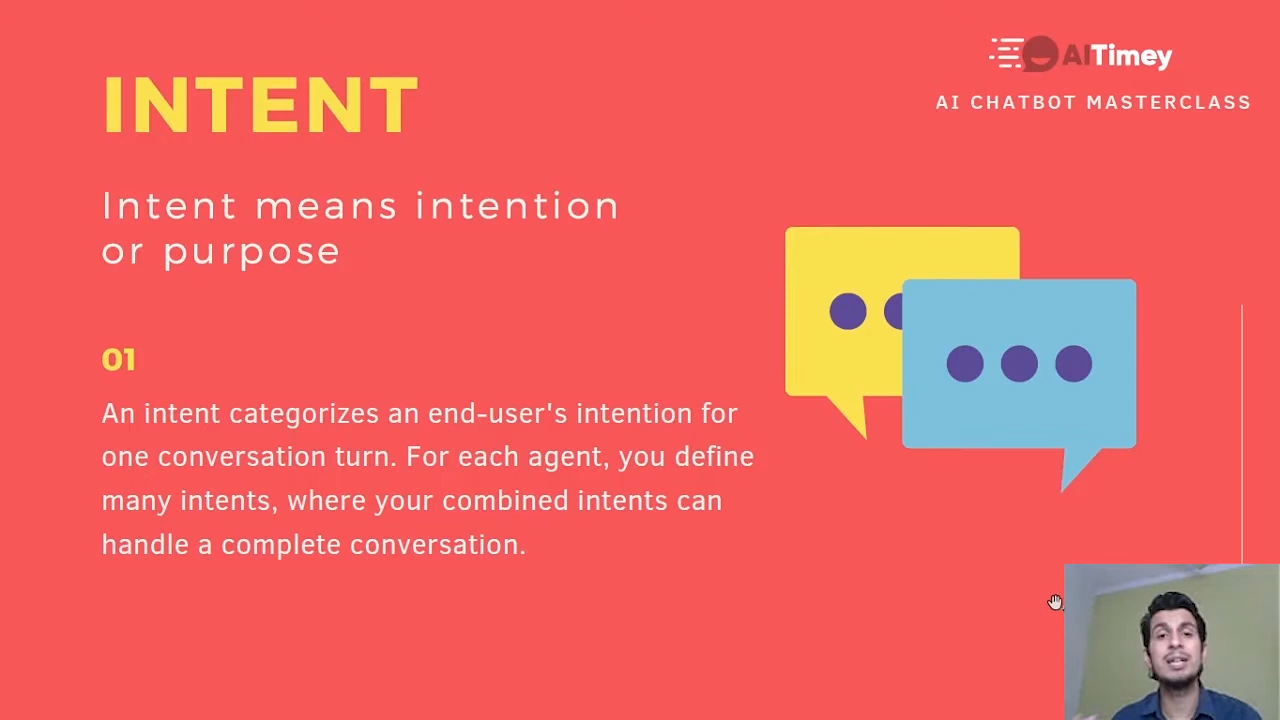 INTENT
AITimey
AI CHATBOT MASTERCLASS
Intent means intention
or purpose
01
An intent categorizes an end-user's intention for
one conversation turn. For each agent, you define
many intents, where your combined intents can
handle a complete conversation.